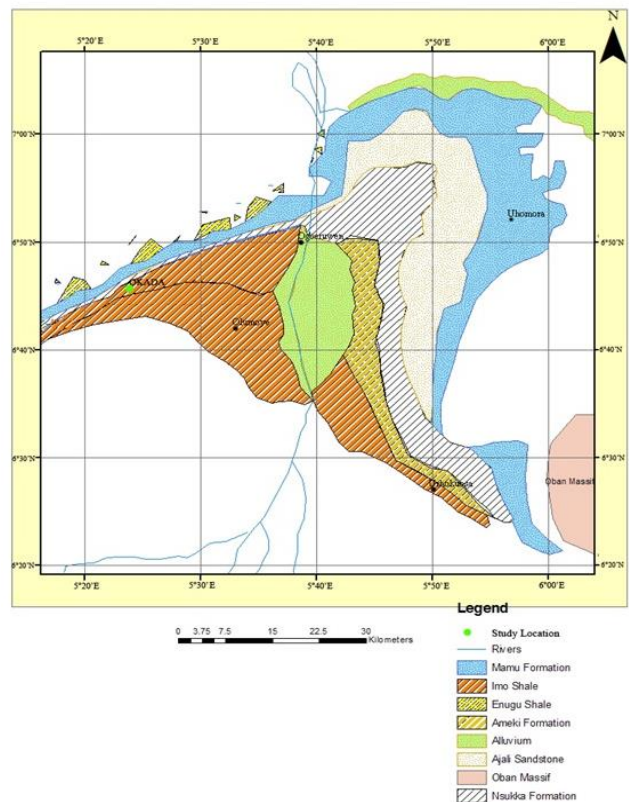 N
5°20'E 5°30'E 5°40'E 5°50'E 6°00'E
7°00'N 7°00'N
Uhomora
6°50'N 6°50'N
OKADA
6°40'N 6°40'N
6°30'N 6°30'N
Oban Massif
6°20'N 6°20'N
5°20'E 5°30'E 5°40'E 5°50'E 6°00'E
Legend
0 3.75 7.5 15 22.5 30
Kilometers
Study Location
Rivers
Mamu Formation
Imo Shale
Enugu Shale
Ameki Formation
Alluvium
Ajali Sandstone
Oban Massif
Nsukka Formation